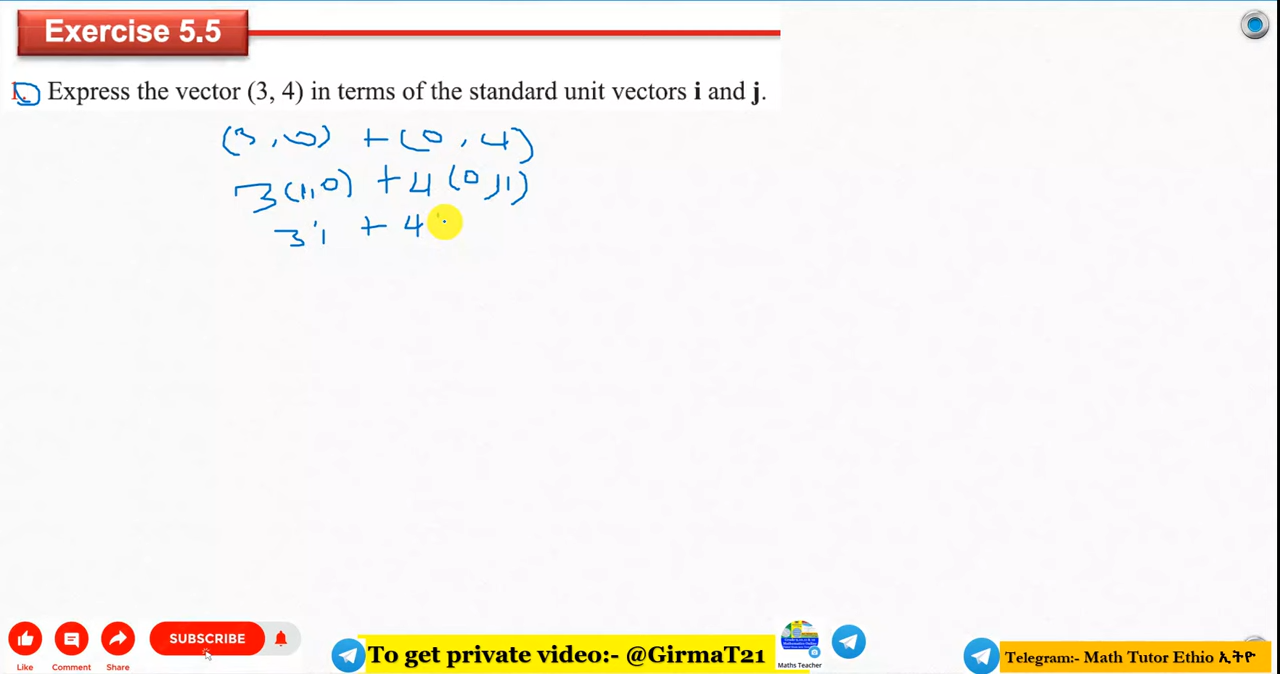 Exercise 5.5
1. Express the vector (3, 4) in terms of the standard unit vectors i and j.
(3, 0) + (0, 4)
3(1, 0) + 4(0, 1)
3i + 4
Like
Comment
Share
SUBSCRIBE
To get private video:- @GirmaT21
Maths Teacher
Telegram:- Math Tutor Ethio ኢትዮ